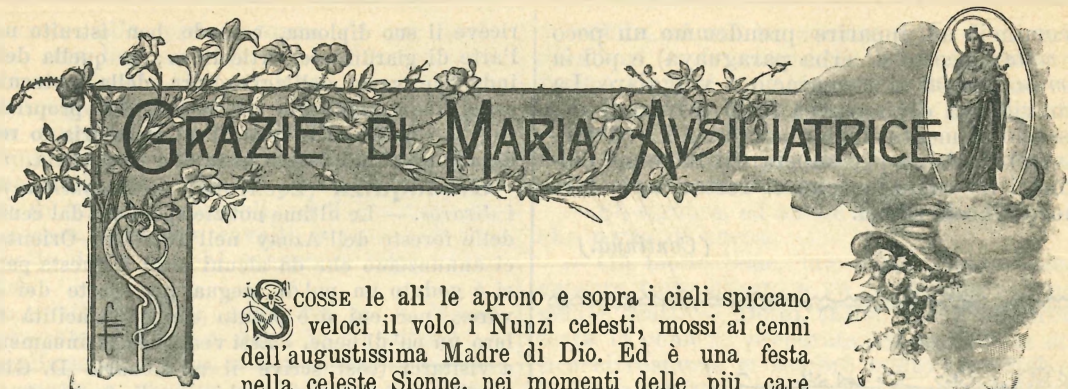 GRAZIE DI MARIA AVSILIATRICE
SCOSSE le ali le aprono e sopra i cieli spiccano
veloci il volo i Nunzi celesti, mossi ai cenni
dell'augustissima Madre di Dio. Ed è una festa
nella celeste Sionne, nei momenti delle più care